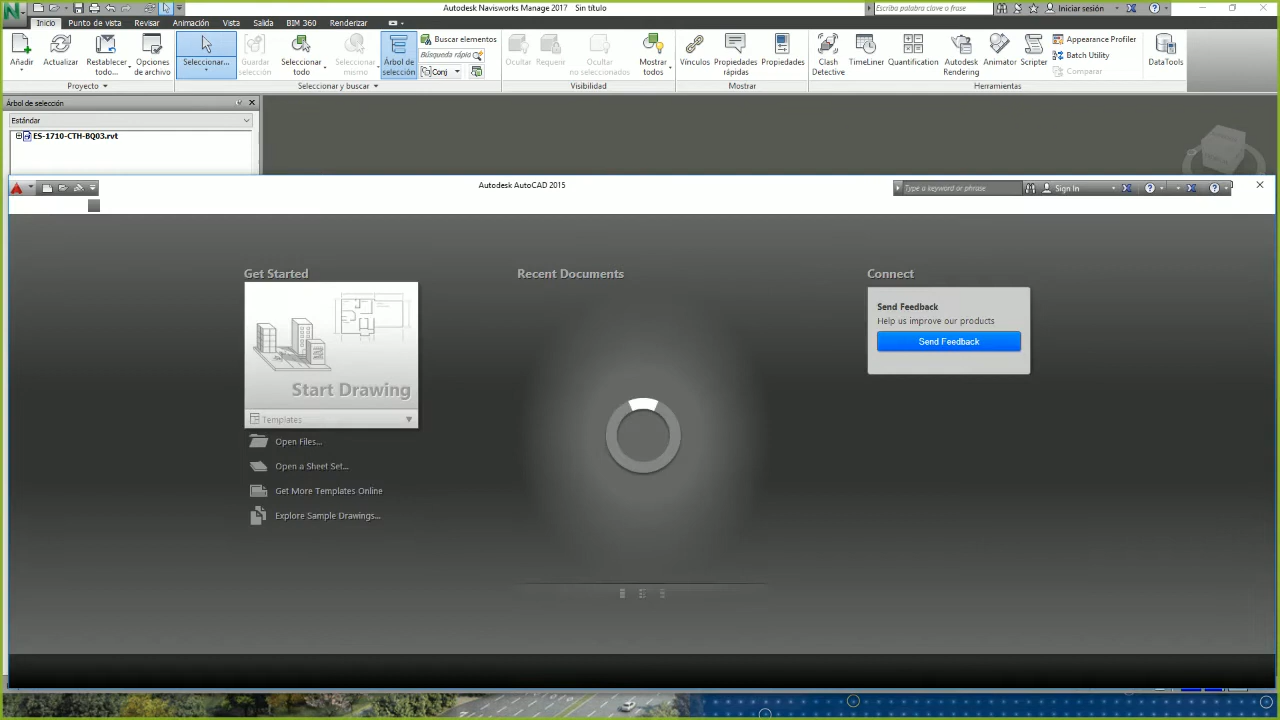 Autodesk Navisworks Manage 2017 Sin título
Escriba palabra clave o frase
Iniciar sesión
Inicio Punto de vista Revisar Animación Vista Salida BIM 360 Renderizar
Añadir
Actualizar
Restablecer todo...
Opciones de archivo
Proyecto
Seleccionar...
Guardar selección
Seleccionar todo
Seleccionar mismo
Árbol de selección
Buscar elementos
Búsqueda rápida
Conj
Seleccionar y buscar
Ocultar
Requerir
Ocultar no seleccionados
Mostrar todos
Visibilidad
Vínculos
Propiedades rápidas
Propiedades
Mostrar
Clash Detective
TimeLiner
Quantification
Autodesk Rendering
Animator
Scripter
Appearance Profiler
Batch Utility
Comparar
Herramientas
DataTools
Árbol de selección
Estándar
ES-1710-CTH-BQ03.rvt
Autodesk AutoCAD 2015
Type a keyword or phrase
Sign In
Get Started
Start Drawing
Templates
Open Files...
Open a Sheet Set...
Get More Templates Online
Explore Sample Drawings...
Recent Documents
Connect
Send Feedback
Help us improve our products
Send Feedback